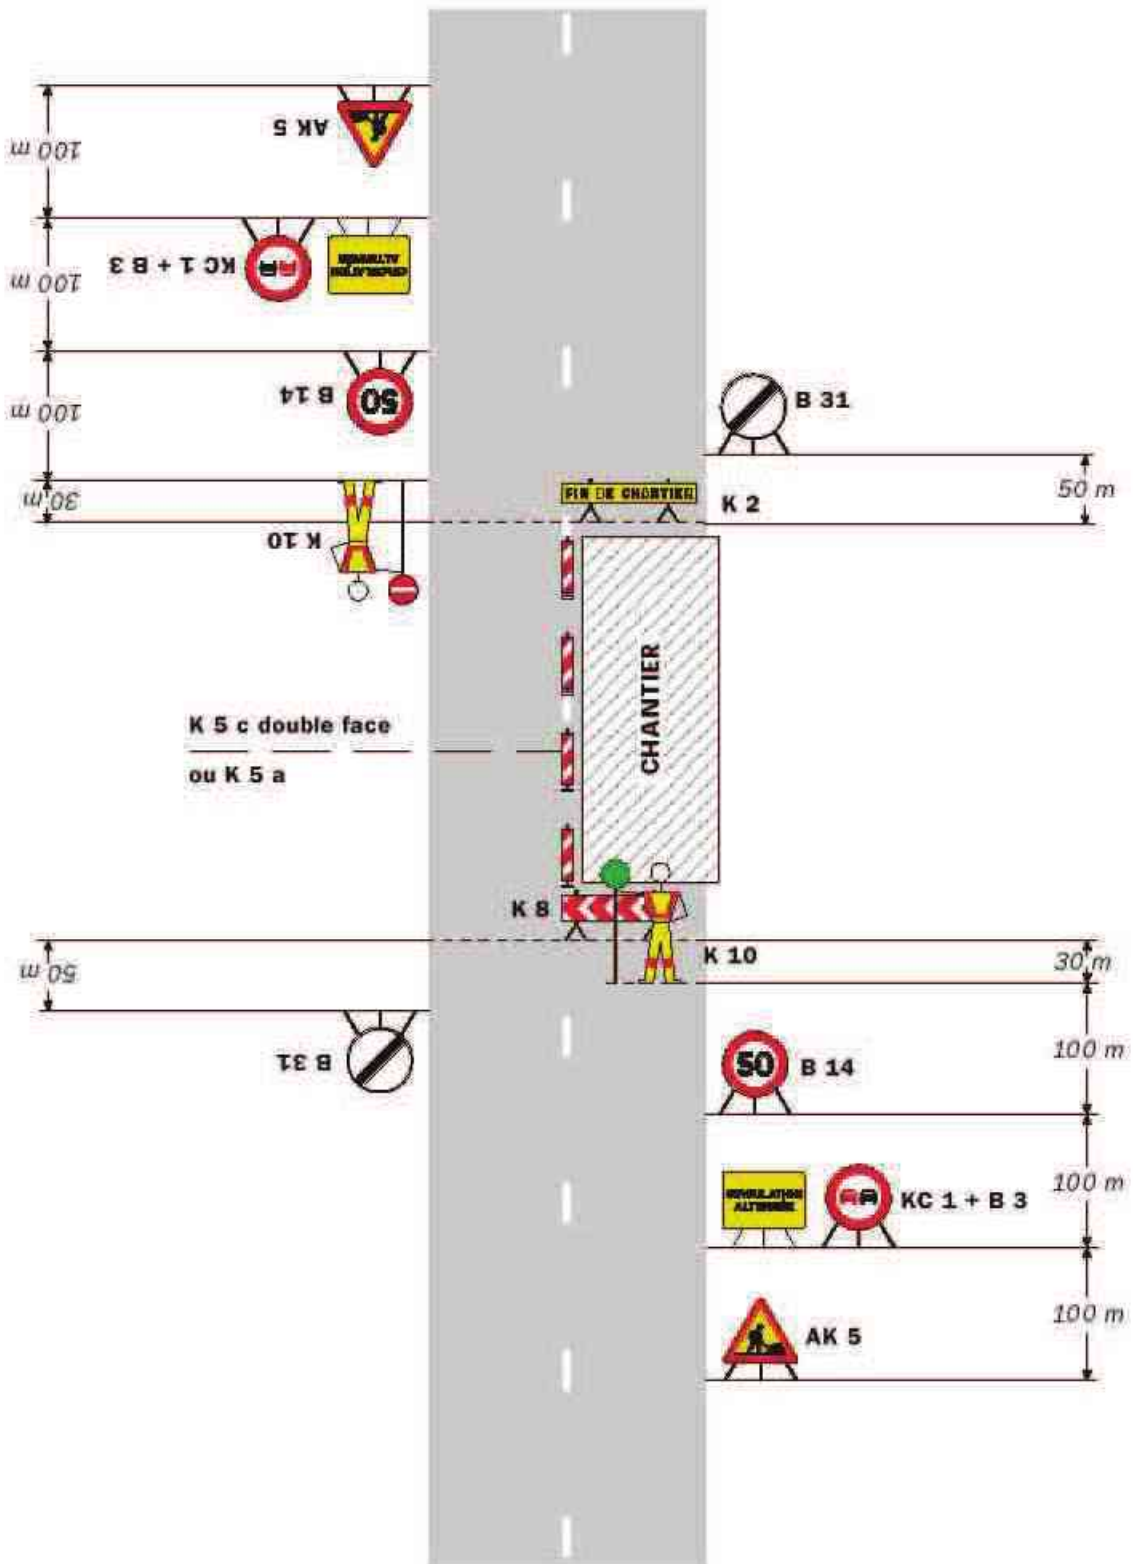 AK 5
100 m
KC 1 + B 3
100 m
B 14
50
100 m
B 31
50 m
30 m
FIN DE CHANTIER
K 2
K 10
CHANTIER
K 5 c double face
ou K 5 a
K 8
K 10
30 m
50 m
B 31
50
B 14
100 m
ALTERNÉE
KC 1 + B 3
100 m
AK 5
100 m